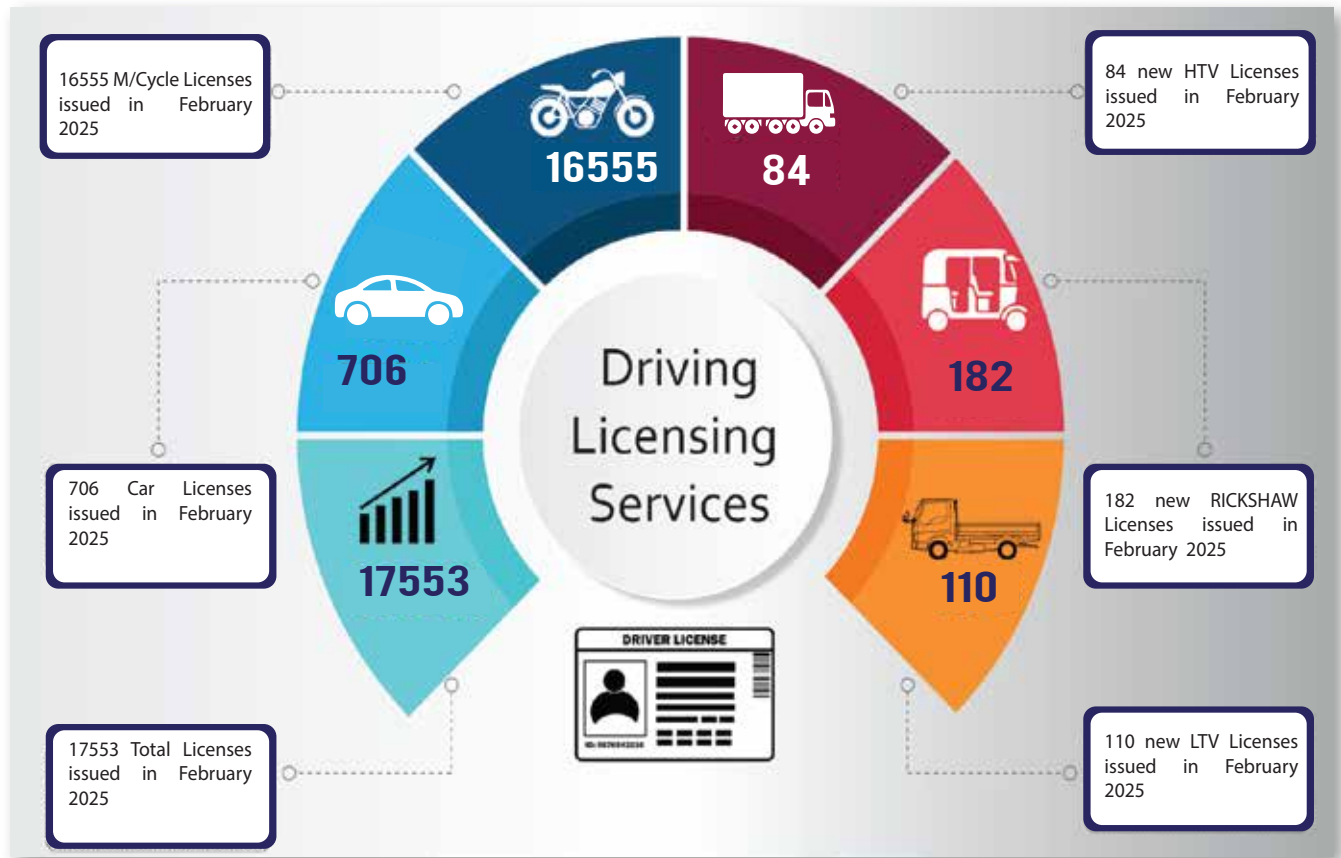 16555 M/Cycle Licenses
issued in February
2025
84 new HTV Licenses
issued in February
2025
16555
84
706
182
Driving
Licensing
Services
706 Car Licenses
issued in February
2025
182 new RICKSHAW
Licenses issued in
February 2025
17553
110
DRIVER LICENSE
17553 Total Licenses
issued in February
2025
110 new LTV Licenses
issued in February
2025